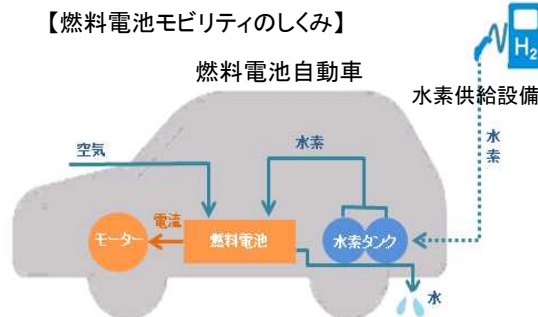 【燃料電池モビリティのしくみ】
H₂
燃料電池自動車
水素供給設備
空気
水素
水素
電流
モーター
燃料電池
水素タンク
水